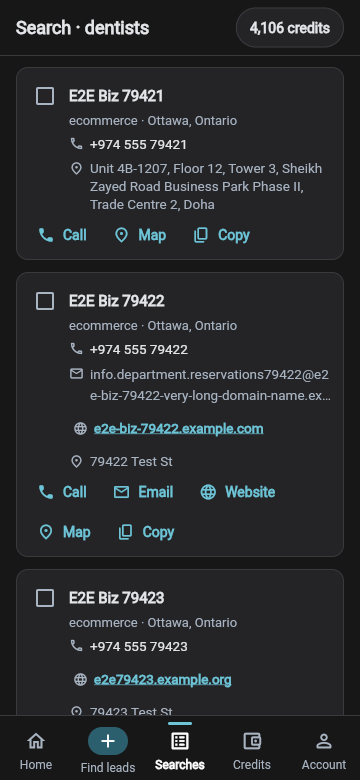 Search · dentists
4,106 credits
E2E Biz 79421
ecommerce · Ottawa, Ontario
+974 555 79421
Unit 4B-1207, Floor 12, Tower 3, Sheikh
Zayed Road Business Park Phase II,
Trade Centre 2, Doha
Call Map Copy
E2E Biz 79422
ecommerce · Ottawa, Ontario
+974 555 79422
info.department.reservations79422@e2
e-biz-79422-very-long-domain-name.ex...
e2e-biz-79422.example.com
79422 Test St
Call Email Website
Map Copy
E2E Biz 79423
ecommerce · Ottawa, Ontario
+974 555 79423
e2e79423.example.org
79423 Test St
Home Find leads Searches Credits Account